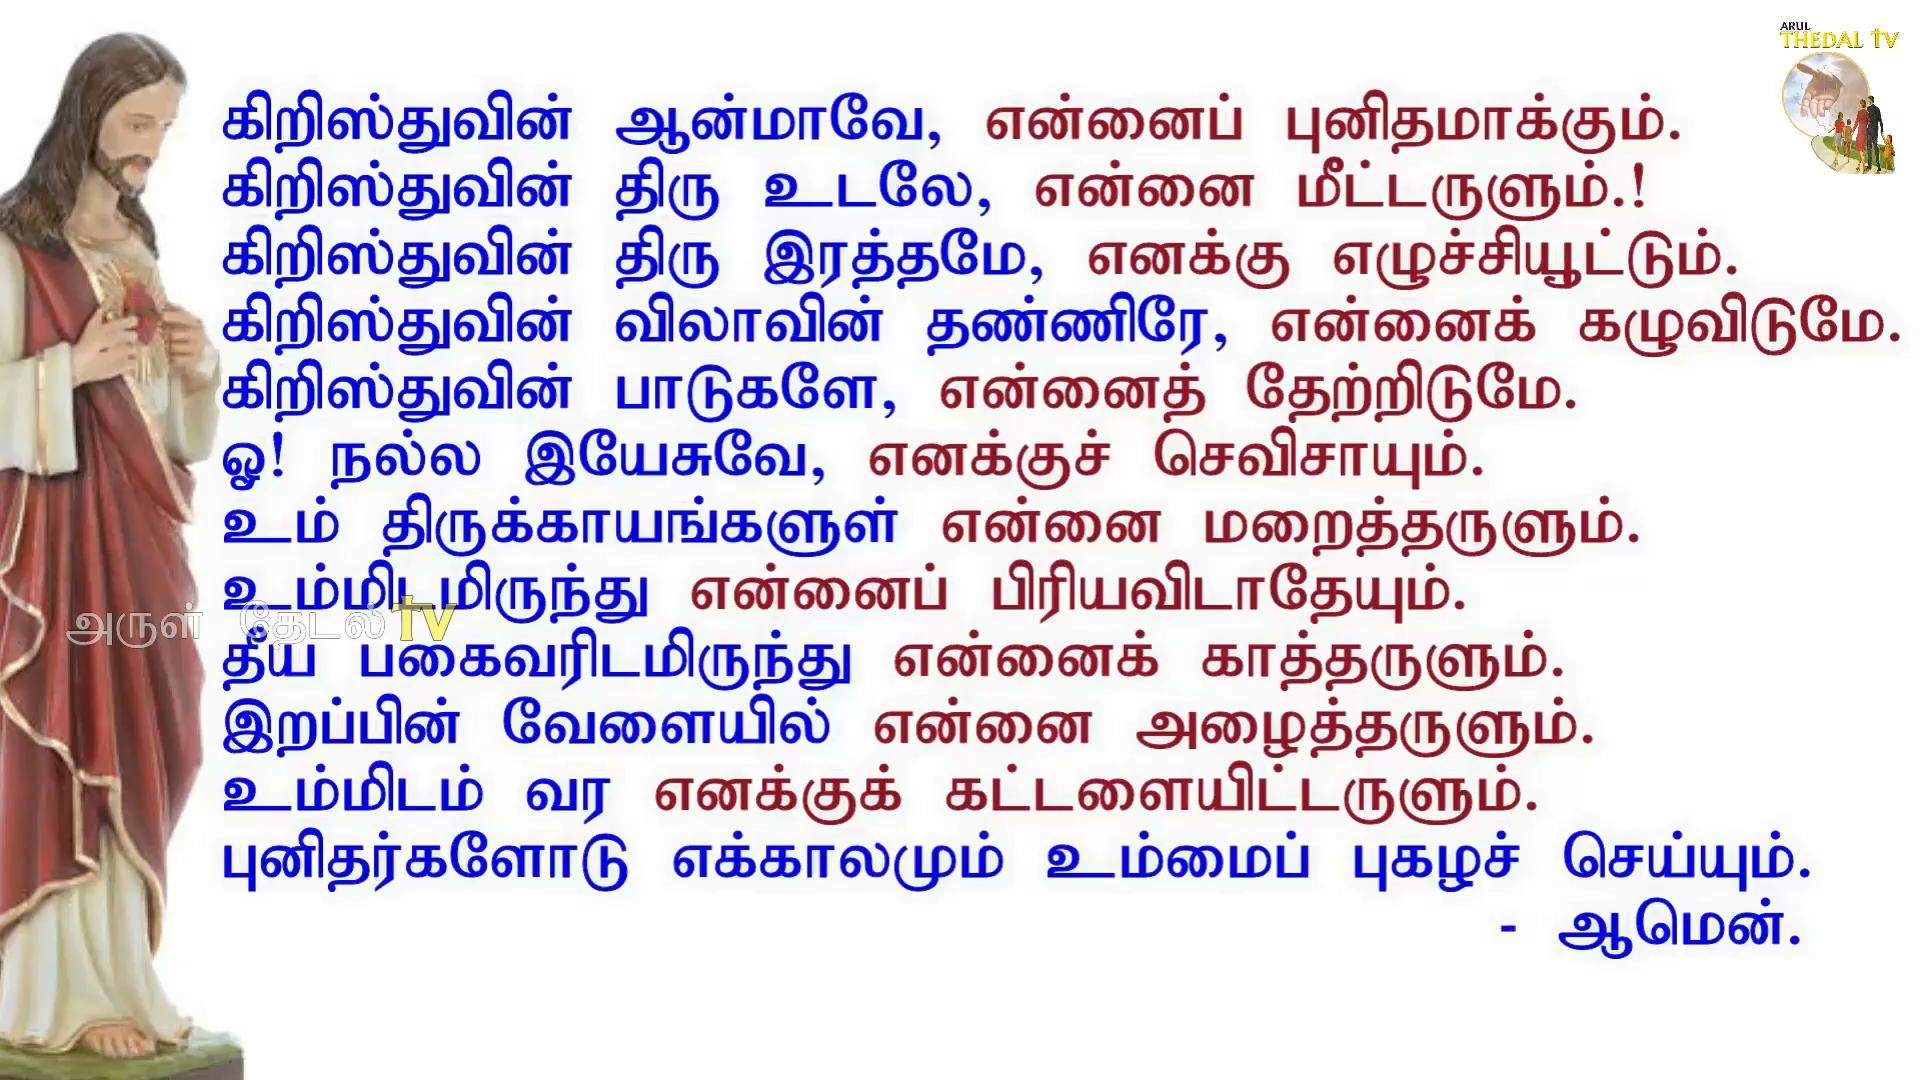 ARUL
THEDAL TV
கிறிஸ்துவின் ஆன்மாவே, என்னைப் புனிதமாக்கும்.
கிறிஸ்துவின் திரு உடலே, என்னை மீட்டருளும்.!
கிறிஸ்துவின் திரு இரத்தமே, எனக்கு எழுச்சியூட்டும்.
கிறிஸ்துவின் விலாவின் தண்ணிரே, என்னைக் கழுவிடுமே.
கிறிஸ்துவின் பாடுகளே, என்னைத் தேற்றிடுமே.
ஓ! நல்ல இயேசுவே, எனக்குச் செவிசாயும்.
உம் திருக்காயங்களுள் என்னை மறைத்தருளும்.
உம்மிடமிருந்து என்னைப் பிரியவிடாதேயும்.
அருள் தேடல் TV
தீய பகைவரிடமிருந்து என்னைக் காத்தருளும்.
இறப்பின் வேளையில் என்னை அழைத்தருளும்.
உம்மிடம் வர எனக்குக் கட்டளையிட்டருளும்.
புனிதர்களோடு எக்காலமும் உம்மைப் புகழச் செய்யும்.
- ஆமென்.